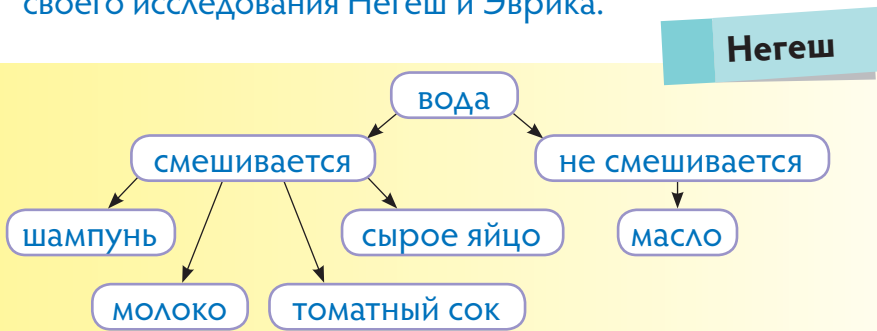 своего исследования Негеш и Эврика.
Негеш
вода
смешивается
не смешивается
шампунь
сырое яйцо
масло
молоко
томатный сок